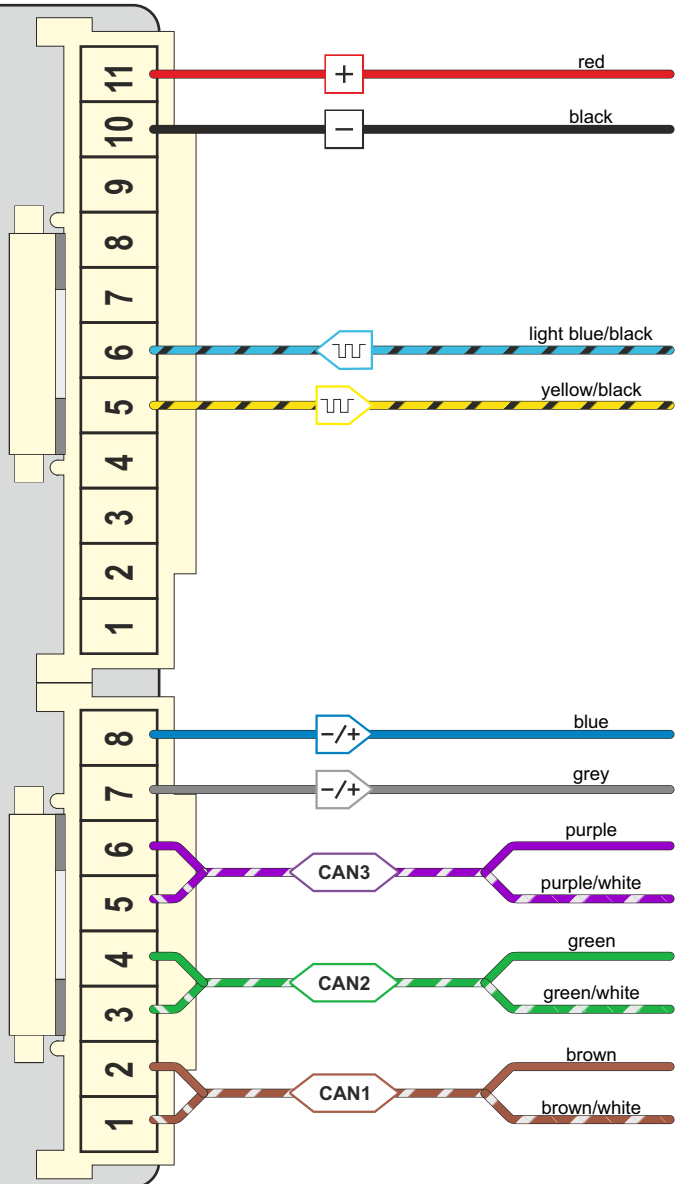 11
+
red
10
−
black
9
8
7
6
light blue/black
5
yellow/black
4
3
2
1
8
−/+
blue
7
−/+
grey
6
purple
CAN3
5
purple/white
4
green
CAN2
3
green/white
2
brown
CAN1
1
brown/white